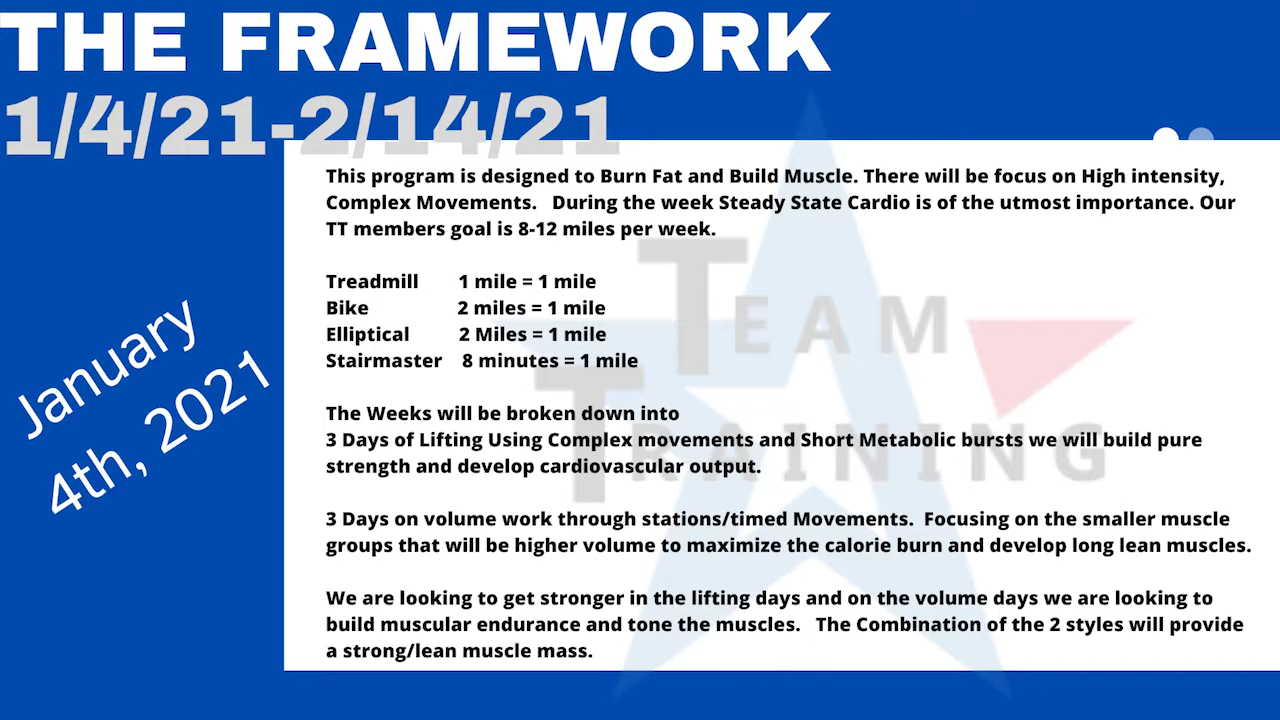 THE FRAMEWORK
1/4/21-2/14/21
January
4th, 2021
This program is designed to Burn Fat and Build Muscle. There will be focus on High intensity,
Complex Movements. During the week Steady State Cardio is of the utmost importance. Our
TT members goal is 8-12 miles per week.
Treadmill 1 mile = 1 mile
Bike 2 miles = 1 mile
Elliptical 2 Miles = 1 mile
Stairmaster 8 minutes = 1 mile
The Weeks will be broken down into
3 Days of Lifting Using Complex movements and Short Metabolic bursts we will build pure
strength and develop cardiovascular output.
3 Days on volume work through stations/timed Movements. Focusing on the smaller muscle
groups that will be higher volume to maximize the calorie burn and develop long lean muscles.
We are looking to get stronger in the lifting days and on the volume days we are looking to
build muscular endurance and tone the muscles. The Combination of the 2 styles will provide
a strong/lean muscle mass.
TEAM
TRAINING